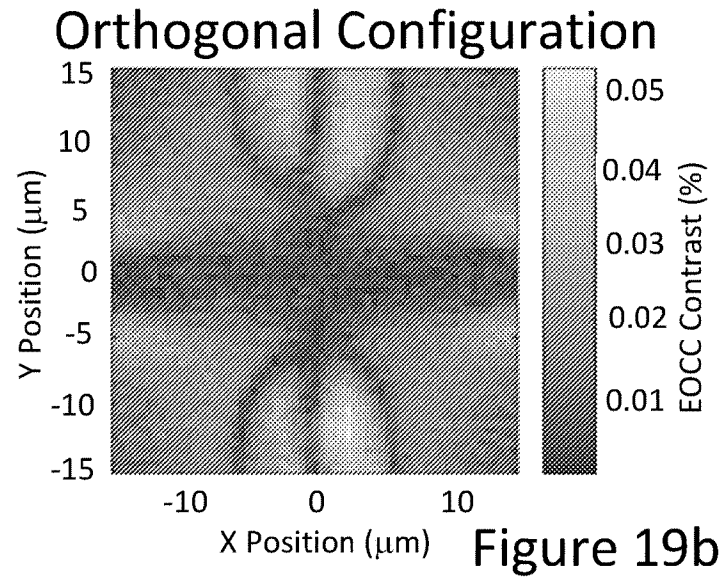 Orthogonal Configuration
15
10
5
0
-5
-10
-15
Y Position (μm)
-10 0 10
X Position (μm)
0.05
0.04
0.03
0.02
0.01
EOCC Contrast (%)
Figure 19b